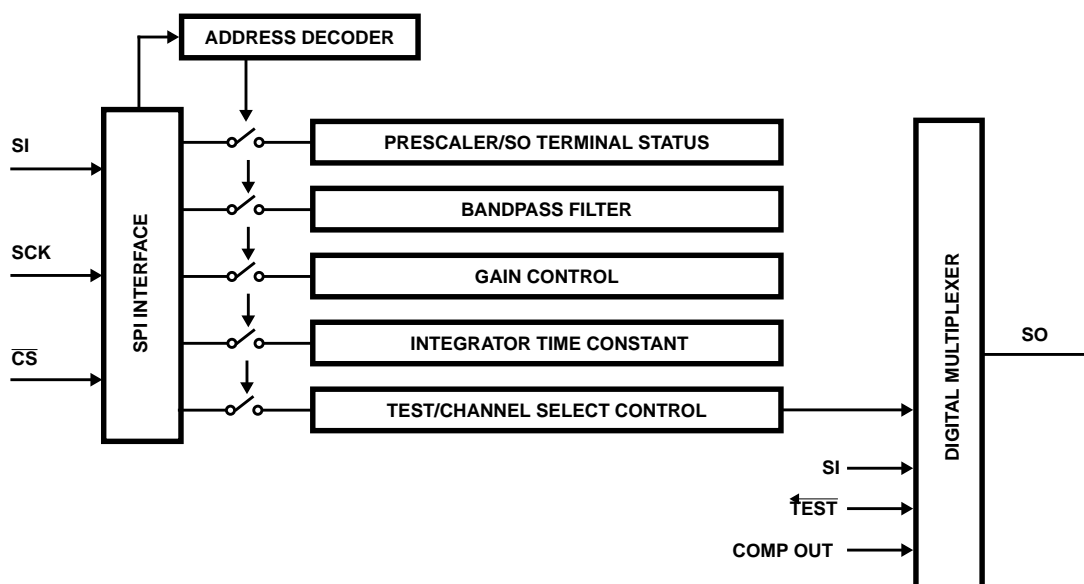 ADDRESS DECODER
SI
PRESCALER/SO TERMINAL STATUS
BANDPASS FILTER
SCK
SPI INTERFACE
GAIN CONTROL
INTEGRATOR TIME CONSTANT
CS
TEST/CHANNEL SELECT CONTROL
DIGITAL MULTIPLEXER
SO
SI
TEST
COMP OUT